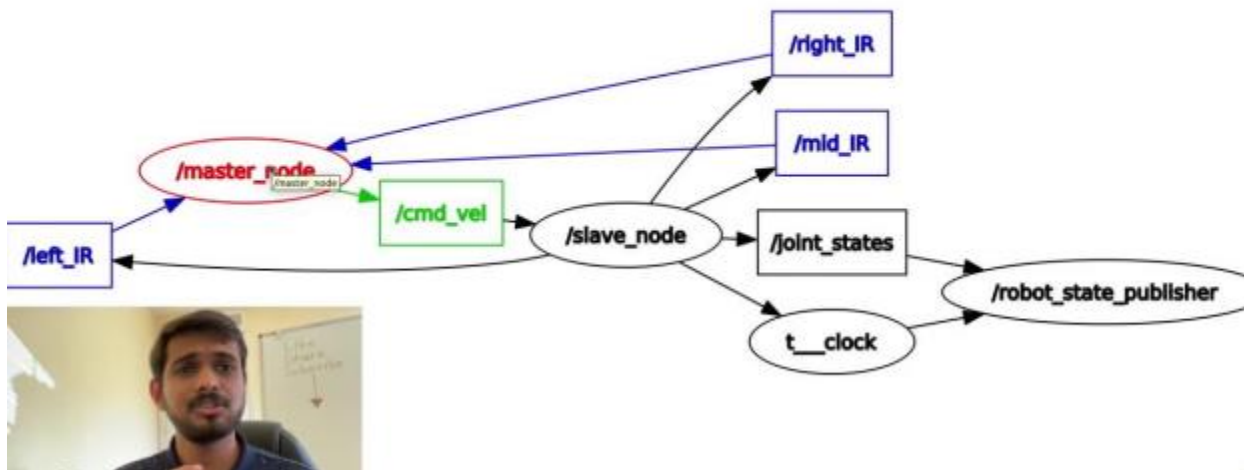 /right_IR
/mid_IR
/master_node
/master_node
/cmd_vel
/slave_node
/left_IR
/joint_states
/robot_state_publisher
t__clock